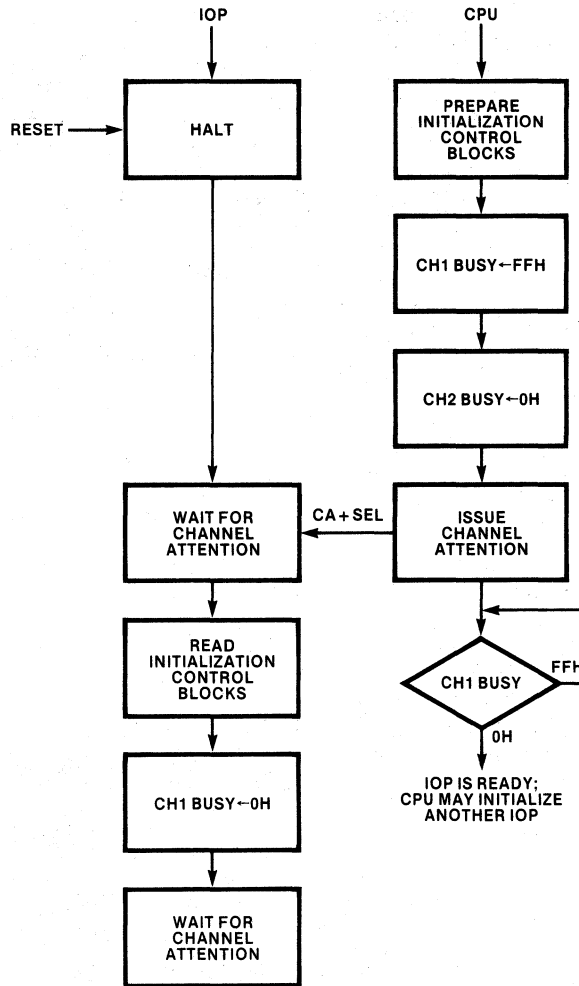 IOP
CPU
RESET
HALT
PREPARE
INITIALIZATION
CONTROL
BLOCKS
CH1 BUSY←FFH
CH2 BUSY←0H
WAIT FOR
CHANNEL
ATTENTION
CA + SEL
ISSUE
CHANNEL
ATTENTION
READ
INITIALIZATION
CONTROL
BLOCKS
CH1 BUSY
FFH
0H
CH1 BUSY←0H
IOP IS READY;
CPU MAY INITIALIZE
ANOTHER IOP
WAIT FOR
CHANNEL
ATTENTION